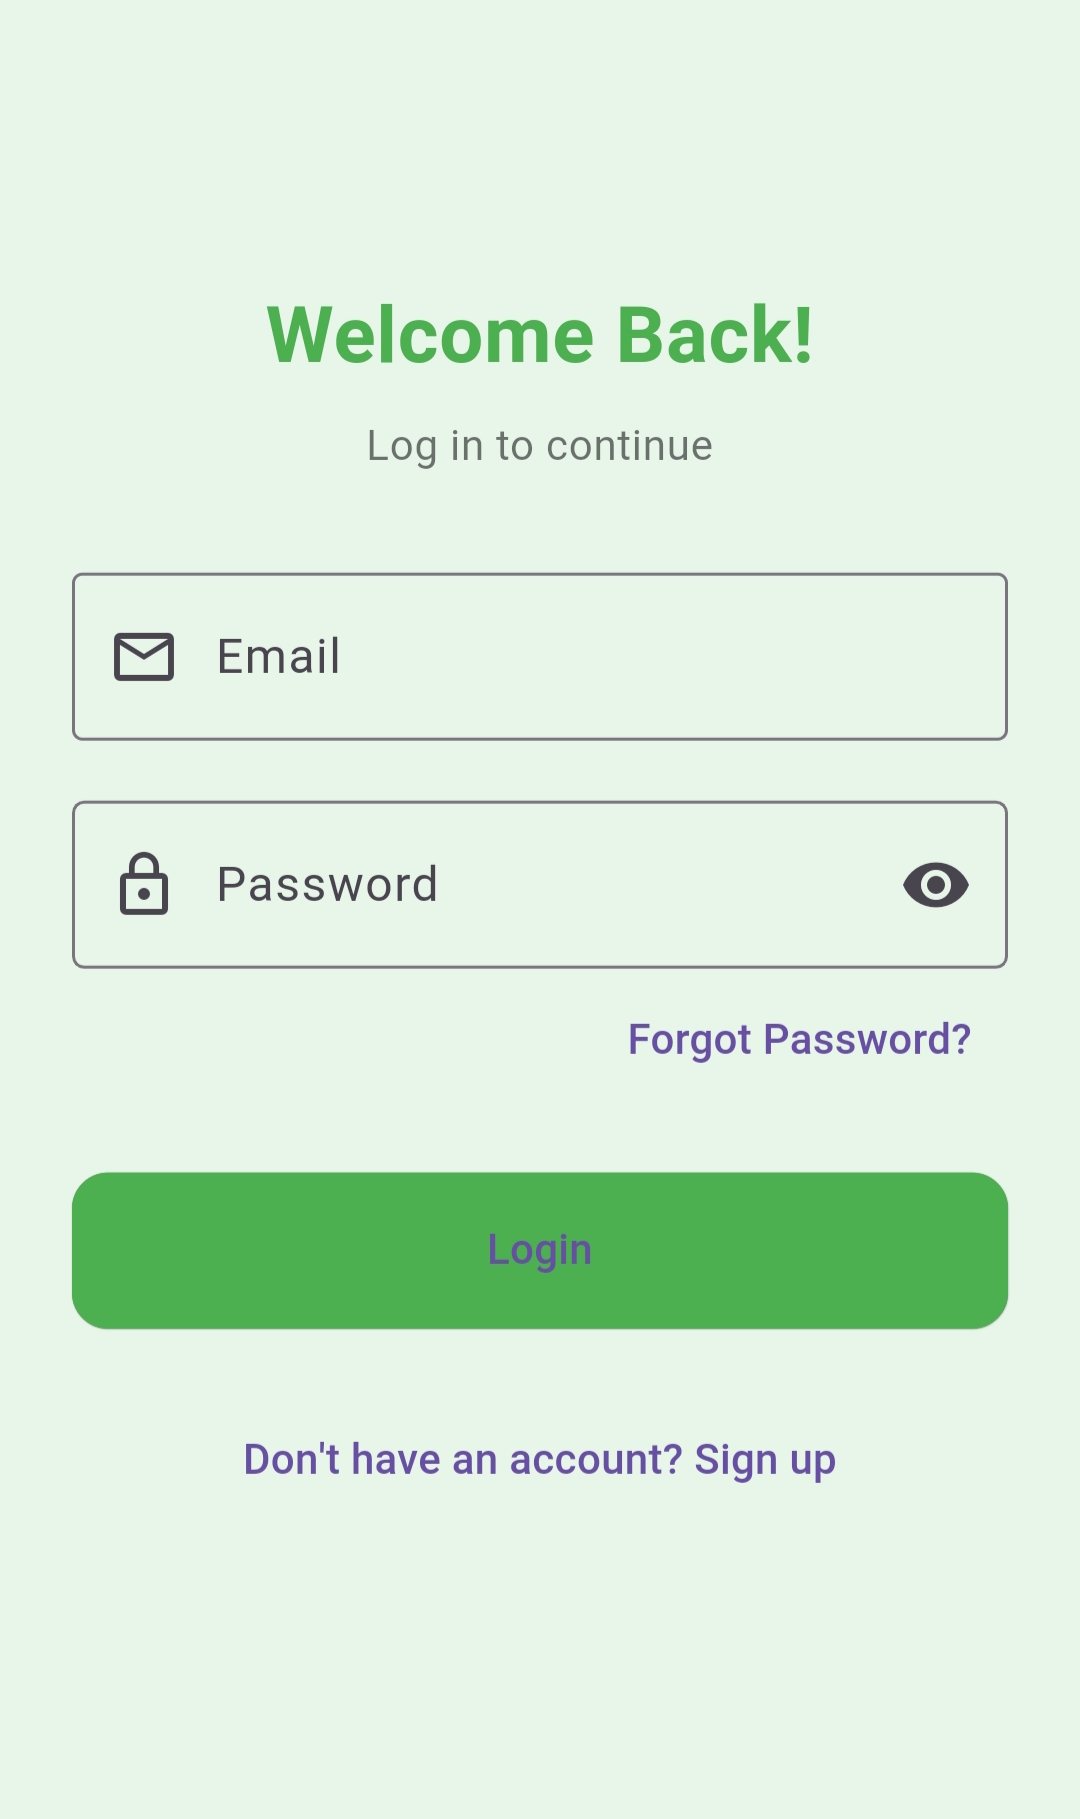 Welcome Back!
Log in to continue
Email
Password
Forgot Password?
Login
Don't have an account? Sign up